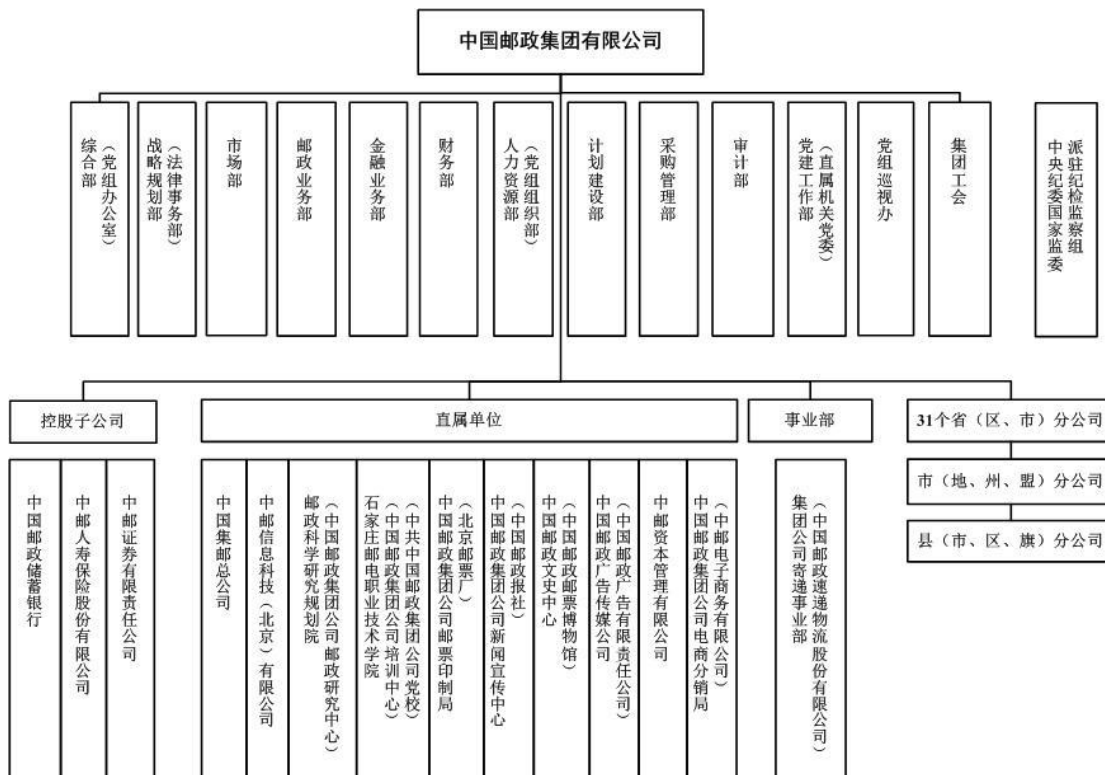 中国邮政集团有限公司
综合部
（党组办公室）
战略规划部
（法律事务部）
市场部
邮政业务部
金融业务部
财务部
人力资源部
（党组组织部）
计划建设部
采购管理部
审计部
党建工作部
（直属机关党委）
党组巡视办
集团工会
中央纪委国家监委
派驻纪检监察组
控股子公司
直属单位
事业部
31个省（区、市）分公司
市（地、州、盟）分公司
县（市、区、旗）分公司
中国邮政储蓄银行
中邮人寿保险股份有限公司
中邮证券有限责任公司
中国集邮总公司
中邮信息科技（北京）有限公司
邮政科学研究规划院
（中国邮政集团公司邮政研究中心）
石家庄邮电职业技术学院
（中国邮政集团公司培训中心）
（中共中国邮政集团公司党校）
中国邮政集团公司邮票印制局
（北京邮票厂）
中国邮政集团公司新闻宣传中心
（中国邮政报社）
中国邮政文史中心
（中国邮政邮票博物馆）
中国邮政广告传媒公司
（中国邮政广告有限责任公司）
中邮资本管理有限公司
中国邮政集团公司电商分销局
（中邮电子商务有限公司）
集团公司寄递事业部
（中国邮政速递物流股份有限公司）